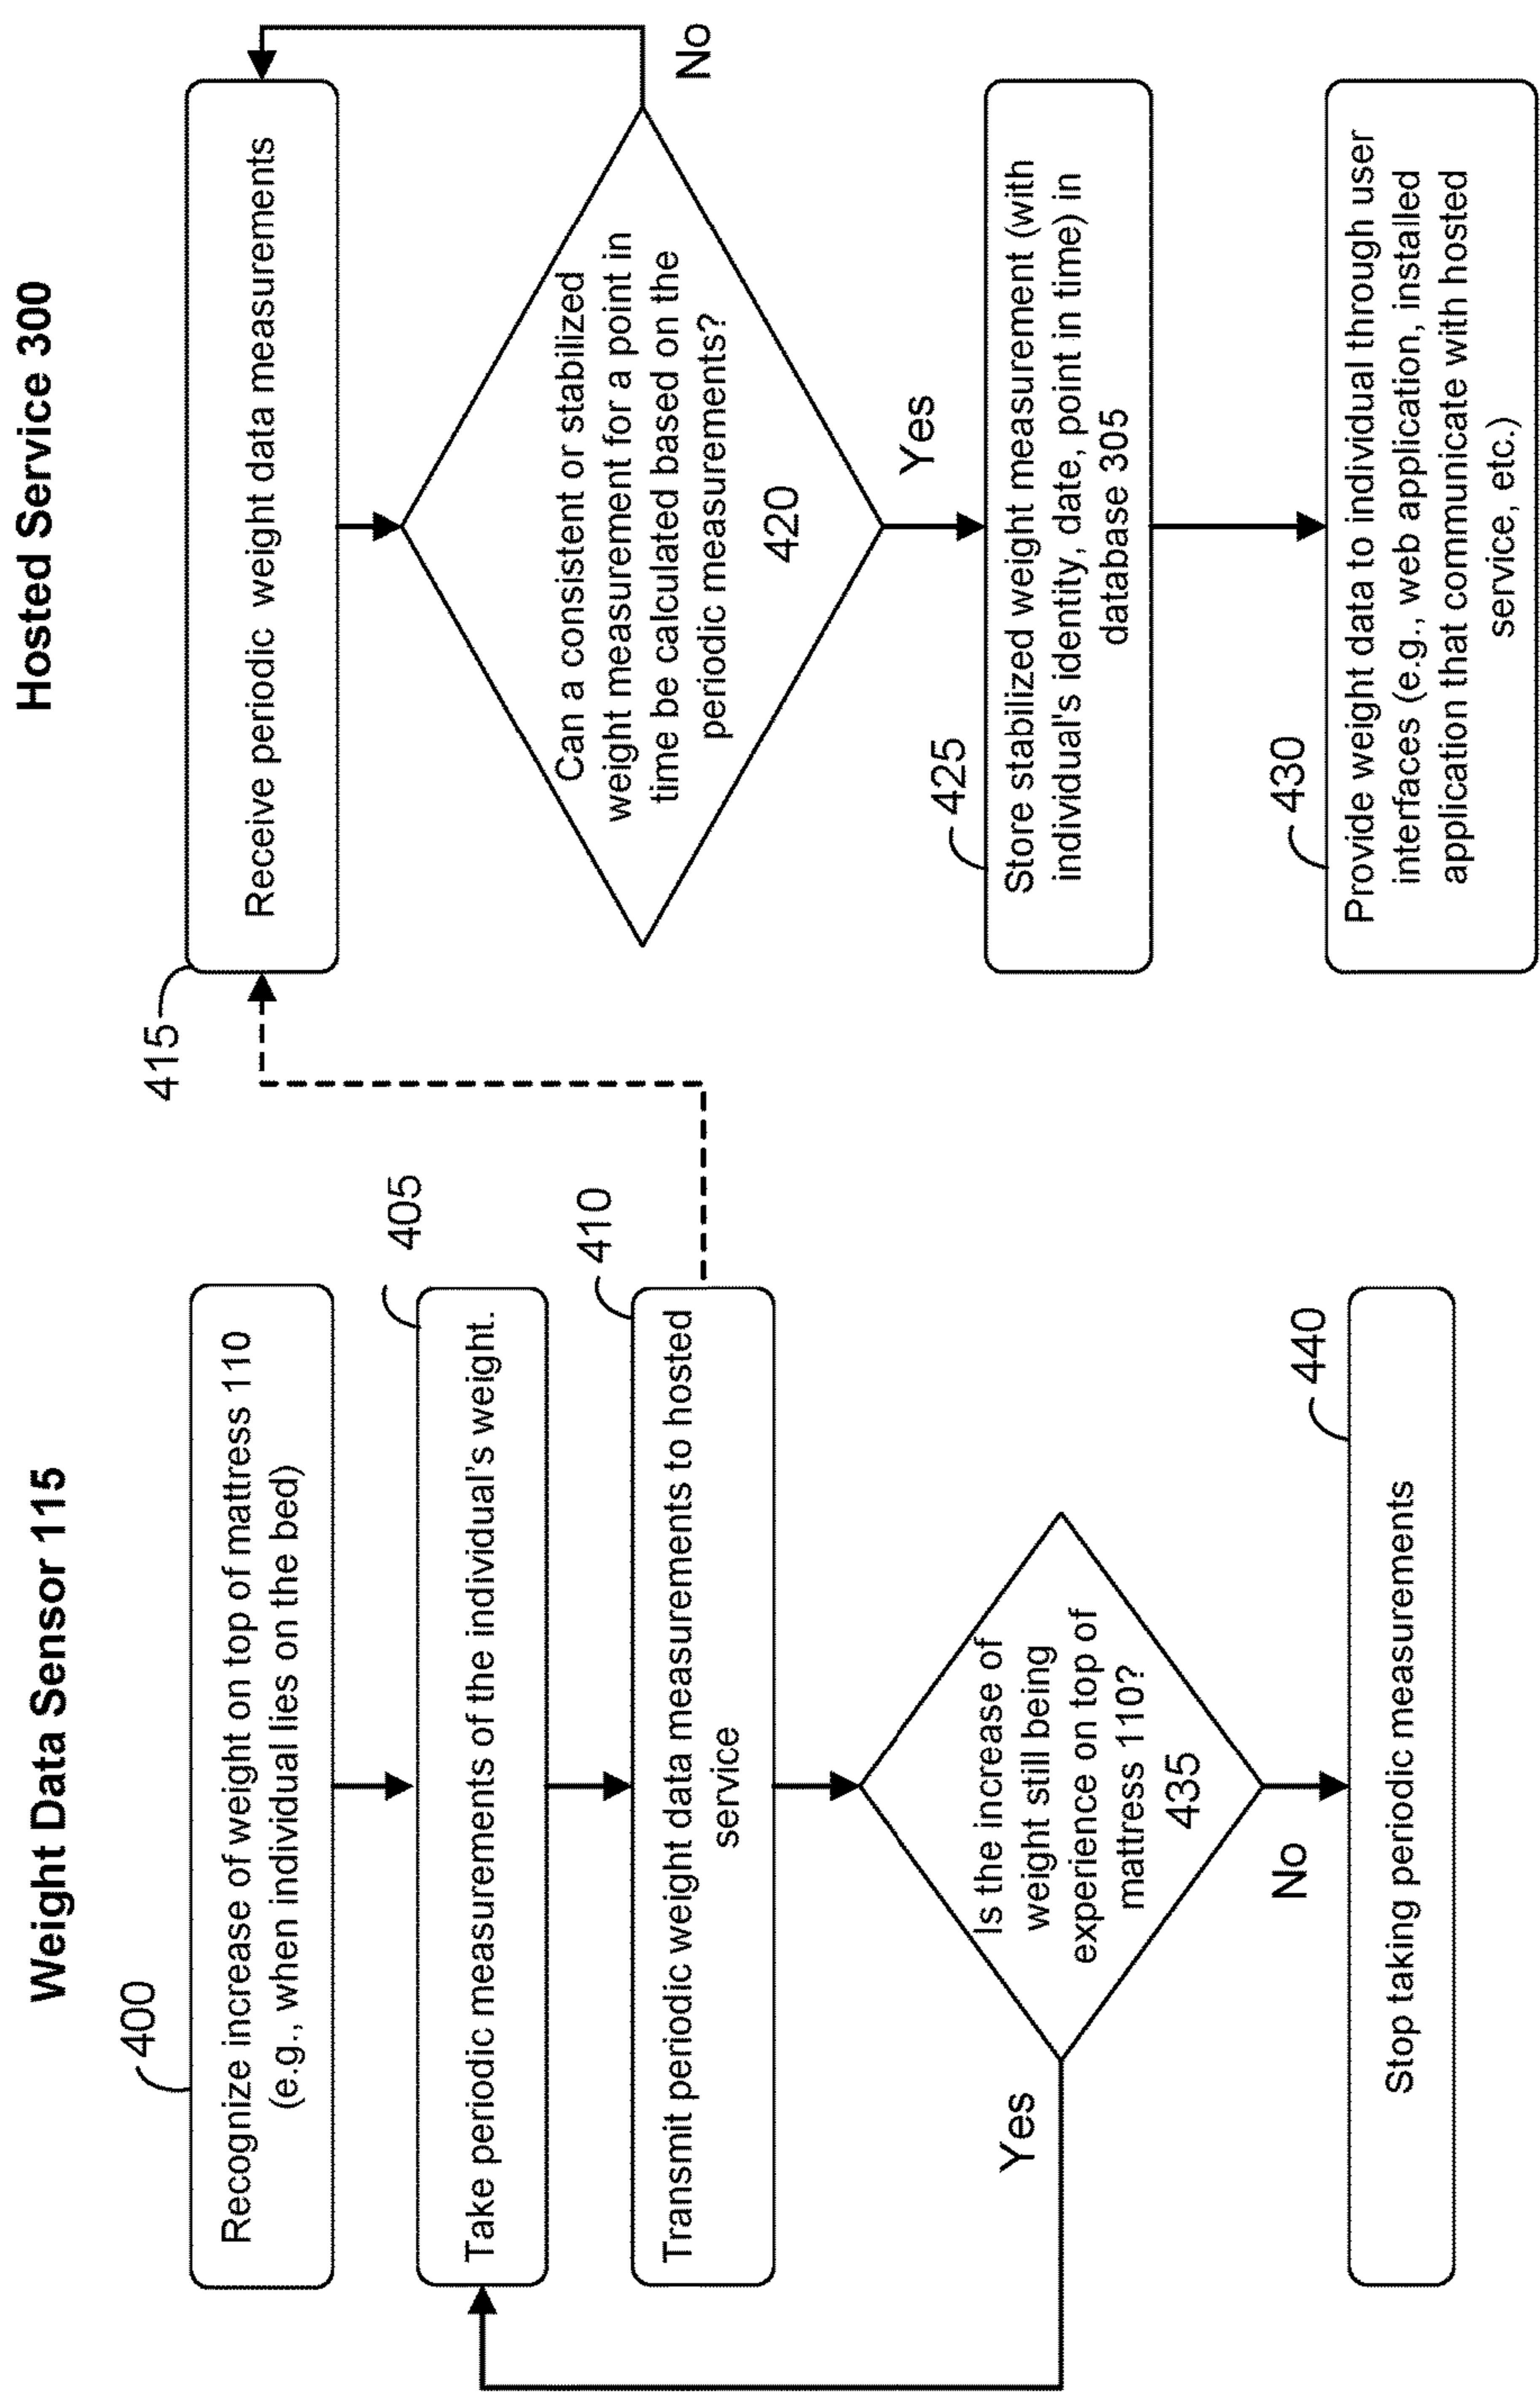 Weight Data Sensor 115
400
Recognize increase of weight on top of mattress 110
(e.g., when individual lies on the bed)
405
Take periodic measurements of the individual's weight.
410
Transmit periodic weight data measurements to hosted
service
Is the increase of
weight still being
experience on top of
mattress 110?
435
Yes
No
440
Stop taking periodic measurements
Hosted Service 300
415
Receive periodic weight data measurements
Can a consistent or stabilized
weight measurement for a point in
time be calculated based on the
periodic measurements?
420
No
Yes
425
Store stabilized weight measurement (with
individual's identity, date, point in time) in
database 305
430
Provide weight data to individual through user
interfaces (e.g., web application, installed
application that communicate with hosted
service, etc.)